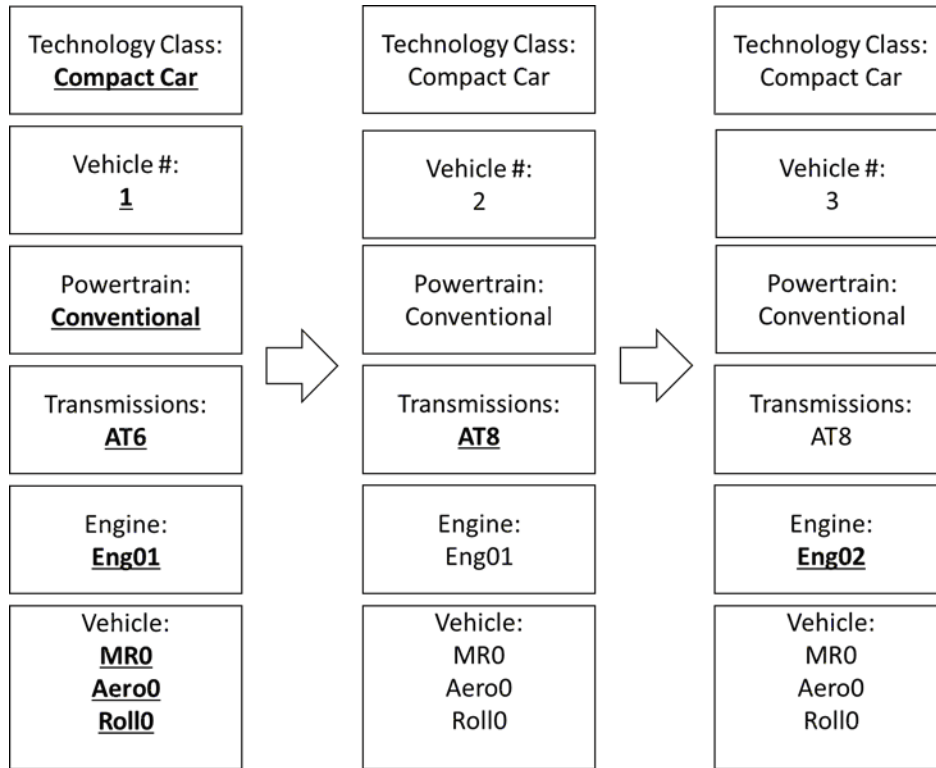 Technology Class:
Compact Car
Vehicle #:
1
Powertrain:
Conventional
Transmissions:
AT6
Engine:
Eng01
Vehicle:
MR0
Aero0
Roll0
Technology Class:
Compact Car
Vehicle #:
2
Powertrain:
Conventional
Transmissions:
AT8
Engine:
Eng01
Vehicle:
MR0
Aero0
Roll0
Technology Class:
Compact Car
Vehicle #:
3
Powertrain:
Conventional
Transmissions:
AT8
Engine:
Eng02
Vehicle:
MR0
Aero0
Roll0